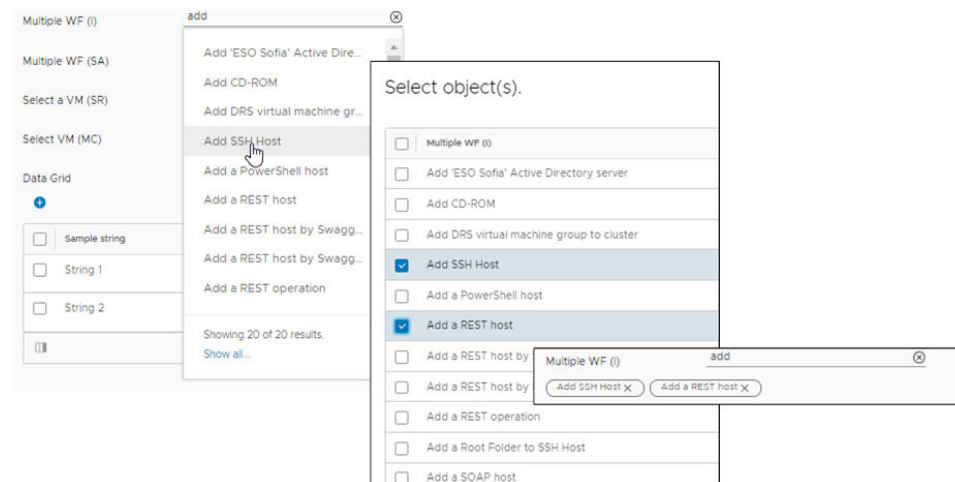 Multiple WF (I)
add
Multiple WF (SA)
Select a VM (SR)
Select VM (MC)
Data Grid
Sample string
String 1
String 2
Add 'ESO Sofia' Active Dire...
Add CD-ROM
Add DRS virtual machine gr...
Add SSH Host
Add a PowerShell host
Add a REST host
Add a REST host by Swagg...
Add a REST host by Swagg...
Add a REST operation
Showing 20 of 20 results.
Show all...
Select object(s).
Multiple WF (I)
Add 'ESO Sofia' Active Directory server
Add CD-ROM
Add DRS virtual machine group to cluster
Add SSH Host
Add a PowerShell host
Add a REST host
Add a REST host by
Add a REST host by
Add a REST operation
Add a Root Folder to SSH Host
Add a SOAP host
Multiple WF (I)
add
Add SSH Host
Add a REST host